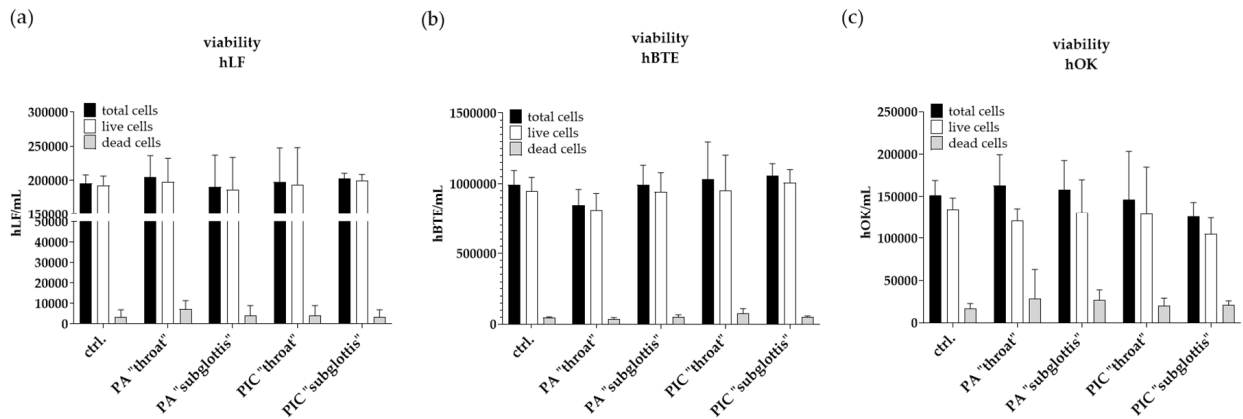 (a)
viability
hLF
total cells
live cells
dead cells
300000
250000
200000
150000
50000
40000
30000
20000
10000
0
hLF/mL
ctrl.
PA "throat"
PA "subglottis"
PIC "throat"
PIC "subglottis"
(b)
viability
hBTE
total cells
live cells
dead cells
1500000
1000000
500000
0
hBTE/mL
ctrl.
PA "throat"
PA "subglottis"
PIC "throat"
PIC "subglottis"
(c)
viability
hOK
total cells
live cells
dead cells
250000
200000
150000
100000
50000
0
hOK/mL
ctrl.
PA "throat"
PA "subglottis"
PIC "throat"
PIC "subglottis"